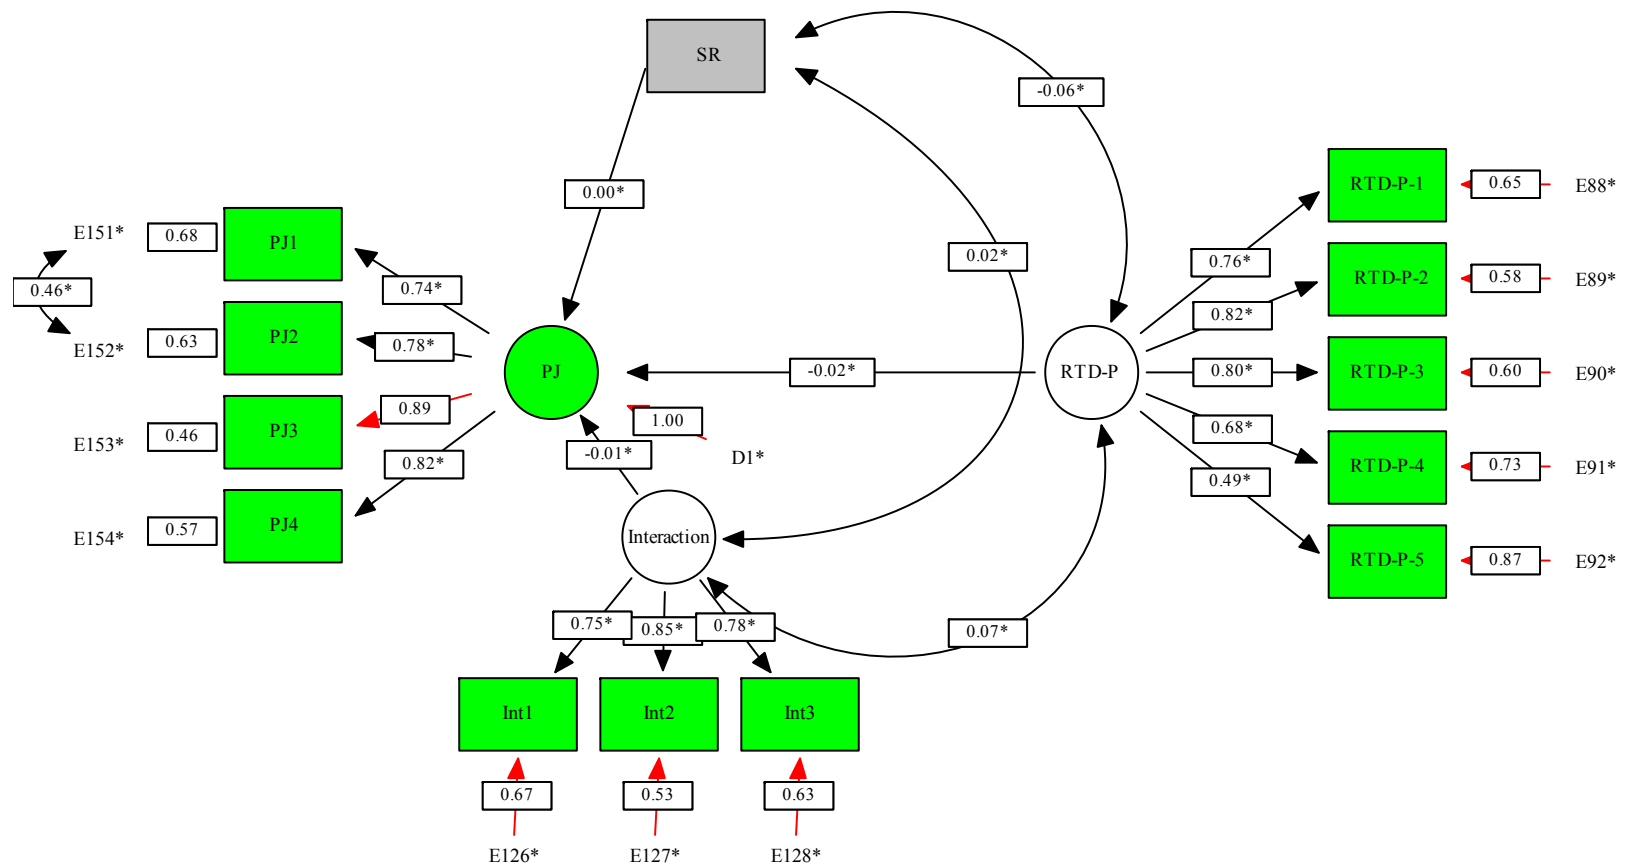 SR
-0.06*
RTD-P-1
0.65
E88*
0.00*
E151*
0.68
PJ1
0.02*
0.76*
RTD-P-2
0.58
E89*
0.46*
0.74*
0.82*
E152*
0.63
PJ2
0.78*
PJ
-0.02*
RTD-P
0.80*
RTD-P-3
0.60
E90*
0.89
1.00
E153*
0.46
PJ3
0.82*
-0.01*
D1*
0.68*
0.49*
RTD-P-4
0.73
E91*
E154*
0.57
PJ4
Interaction
RTD-P-5
0.87
E92*
0.75*
0.85*
0.78*
0.07*
Int1
Int2
Int3
0.67
0.53
0.63
E126*
E127*
E128*